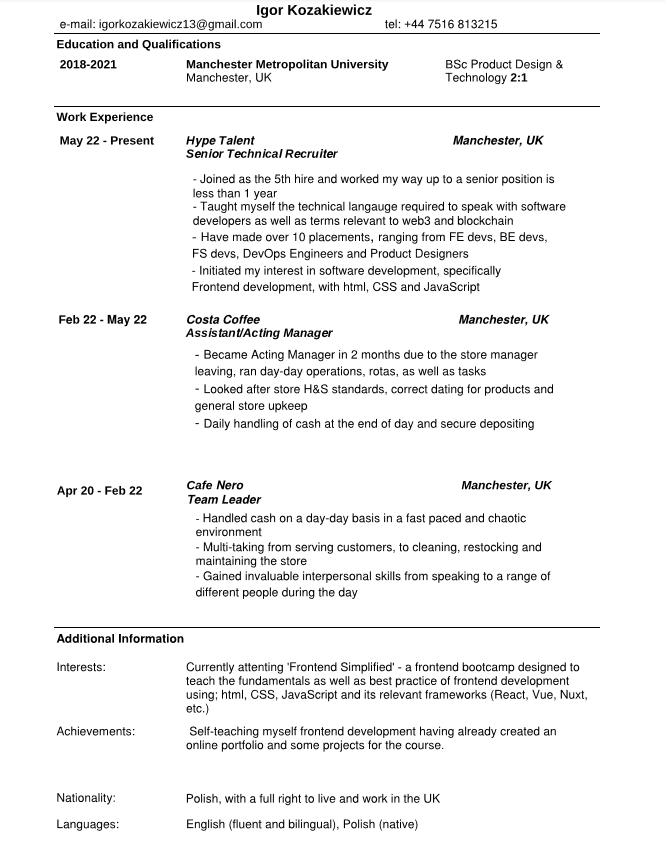 Igor Kozakiewicz
e-mail: igorkozakiewicz13@gmail.com tel: +44 7516 813215
Education and Qualifications
2018-2021 Manchester Metropolitan University BSc Product Design &
Manchester, UK Technology 2:1
Work Experience
May 22 - Present Hype Talent Manchester, UK
Senior Technical Recruiter
- Joined as the 5th hire and worked my way up to a senior position is
less than 1 year
- Taught myself the technical langauge required to speak with software
developers as well as terms relevant to web3 and blockchain
- Have made over 10 placements, ranging from FE devs, BE devs,
FS devs, DevOps Engineers and Product Designers
- Initiated my interest in software development, specifically
Frontend development, with html, CSS and JavaScript
Feb 22 - May 22 Costa Coffee Manchester, UK
Assistant/Acting Manager
- Became Acting Manager in 2 months due to the store manager
leaving, ran day-day operations, rotas, as well as tasks
- Looked after store H&S standards, correct dating for products and
general store upkeep
- Daily handling of cash at the end of day and secure depositing
Apr 20 - Feb 22 Cafe Nero Manchester, UK
Team Leader
- Handled cash on a day-day basis in a fast paced and chaotic
environment
- Multi-taking from serving customers, to cleaning, restocking and
maintaining the store
- Gained invaluable interpersonal skills from speaking to a range of
different people during the day
Additional Information
Interests: Currently attenting 'Frontend Simplified' - a frontend bootcamp designed to
teach the fundamentals as well as best practice of frontend development
using; html, CSS, JavaScript and its relevant frameworks (React, Vue, Nuxt,
etc.)
Achievements: Self-teaching myself frontend development having already created an
online portfolio and some projects for the course.
Nationality: Polish, with a full right to live and work in the UK
Languages: English (fluent and bilingual), Polish (native)